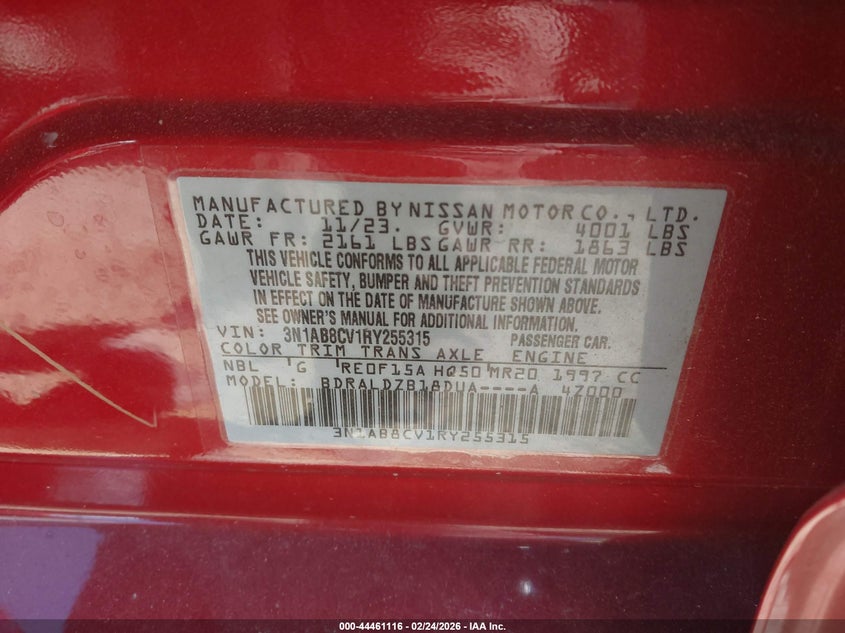 MANUFACTURED BY NISSAN MOTOR CO., LTD.
DATE: 11/23. GVWR: 4001 LBS
GAWR FR: 2161 LBS GAWR RR: 1863 LBS
THIS VEHICLE CONFORMS TO ALL APPLICABLE FEDERAL MOTOR
VEHICLE SAFETY, BUMPER AND THEFT PREVENTION STANDARDS
IN EFFECT ON THE DATE OF MANUFACTURE SHOWN ABOVE.
SEE OWNER'S MANUAL FOR ADDITIONAL INFORMATION.
VIN: 3N1AB8CV1RY255315 PASSENGER CAR.
COLOR TRIM TRANS AXLE ENGINE
NBL G RE0F15A HQ50 MR20 1997 CC
MODEL: BDRALDZB18DUA----A 47000
3N1AB8CV1RY255315
000-44461116 - 02/24/2026 - IAA Inc.